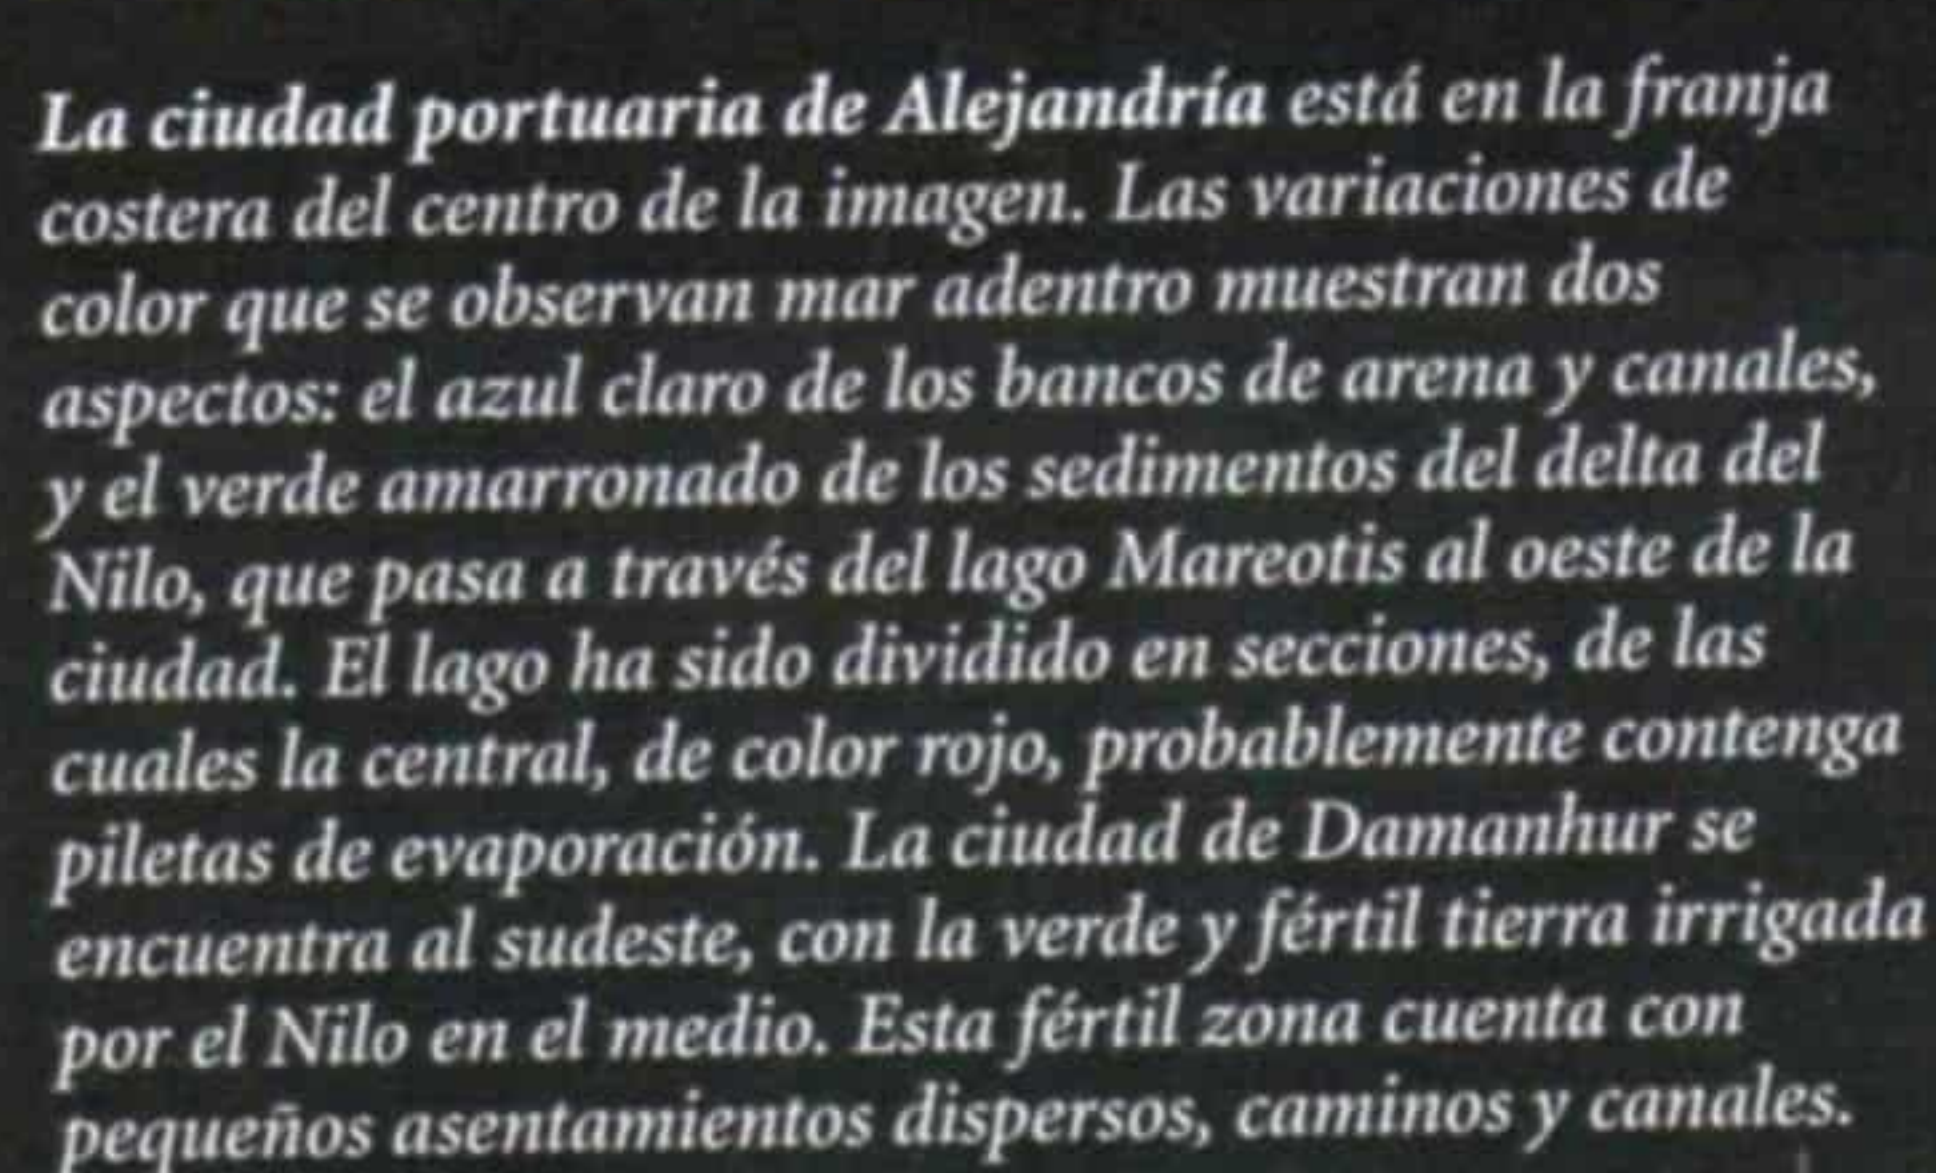 La ciudad portuaria de Alejandría está en la franja
costera del centro de la imagen. Las variaciones de
color que se observan mar adentro muestran dos
aspectos: el azul claro de los bancos de arena y canales,
y el verde amarronado de los sedimentos del delta del
Nilo, que pasa a través del lago Mareotis al oeste de la
ciudad. El lago ha sido dividido en secciones, de las
cuales la central, de color rojo, probablemente contenga
piletas de evaporación. La ciudad de Damanhur se
encuentra al sudeste, con la verde y fértil tierra irrigada
por el Nilo en el medio. Esta fértil zona cuenta con
pequeños asentamientos dispersos, caminos y canales.